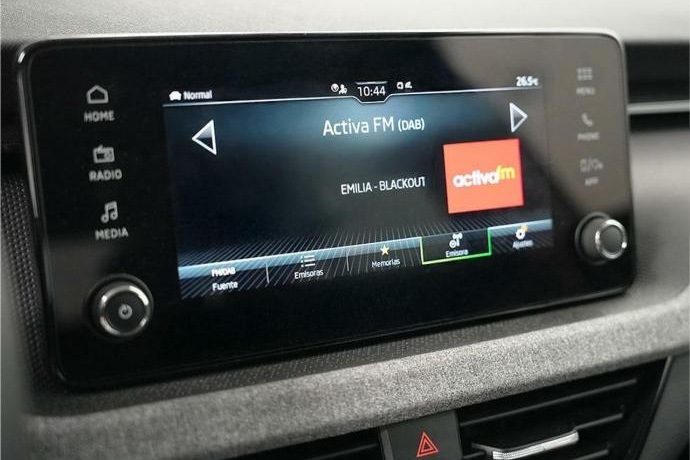 Normal
10:44
26.5°C
HOME
RADIO
MEDIA
MENU
PHONE
APP
Activa FM (DAB)
EMILIA - BLACKOUT
activafm
FM/DAB
Fuente
Emisoras
Memorias
Emisora
Ajustes